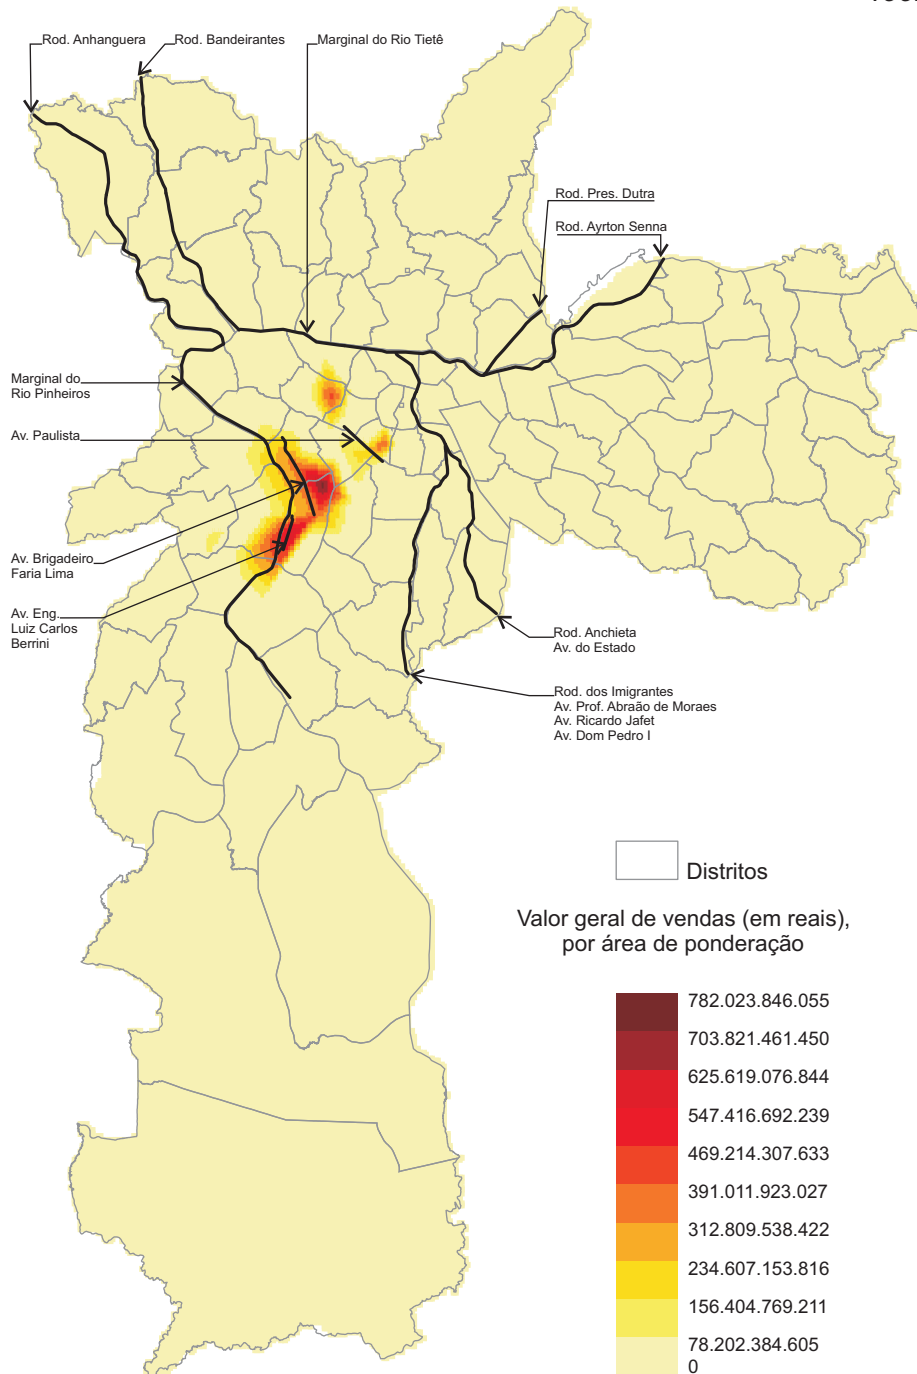 Rod. Anhanguera
Rod. Bandeirantes
Marginal do Rio Tietê
Rod. Pres. Dutra
Rod. Ayrton Senna
Marginal do
Rio Pinheiros
Av. Paulista
Av. Brigadeiro
Faria Lima
Av. Eng.
Luiz Carlos
Berrini
Rod. Anchieta
Av. do Estado
Rod. dos Imigrantes
Av. Prof. Abraão de Moraes
Av. Ricardo Jafet
Av. Dom Pedro I
Distritos
Valor geral de vendas (em reais),
por área de ponderação
782.023.846.055
703.821.461.450
625.619.076.844
547.416.692.239
469.214.307.633
391.011.923.027
312.809.538.422
234.607.153.816
156.404.769.211
78.202.384.605
0